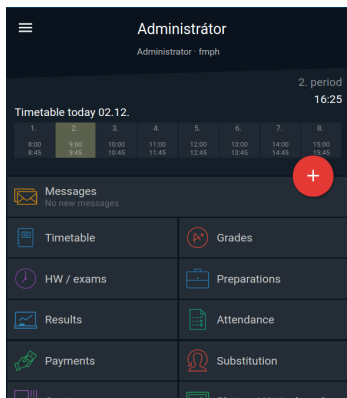 Administrátor
Administrator · fmph
2. period
16:25
Timetable today 02.12.
1. 2. 3. 4. 5. 6. 7. 8.
8:00 9:00 10:00 11:00 12:00 13:00 14:00 15:00
8:45 9:45 10:45 11:45 12:45 13:45 14:45 15:45
+
Messages
No new messages
Timetable
A+ Grades
HW / exams
Preparations
Results
Attendance
Payments
Substitution